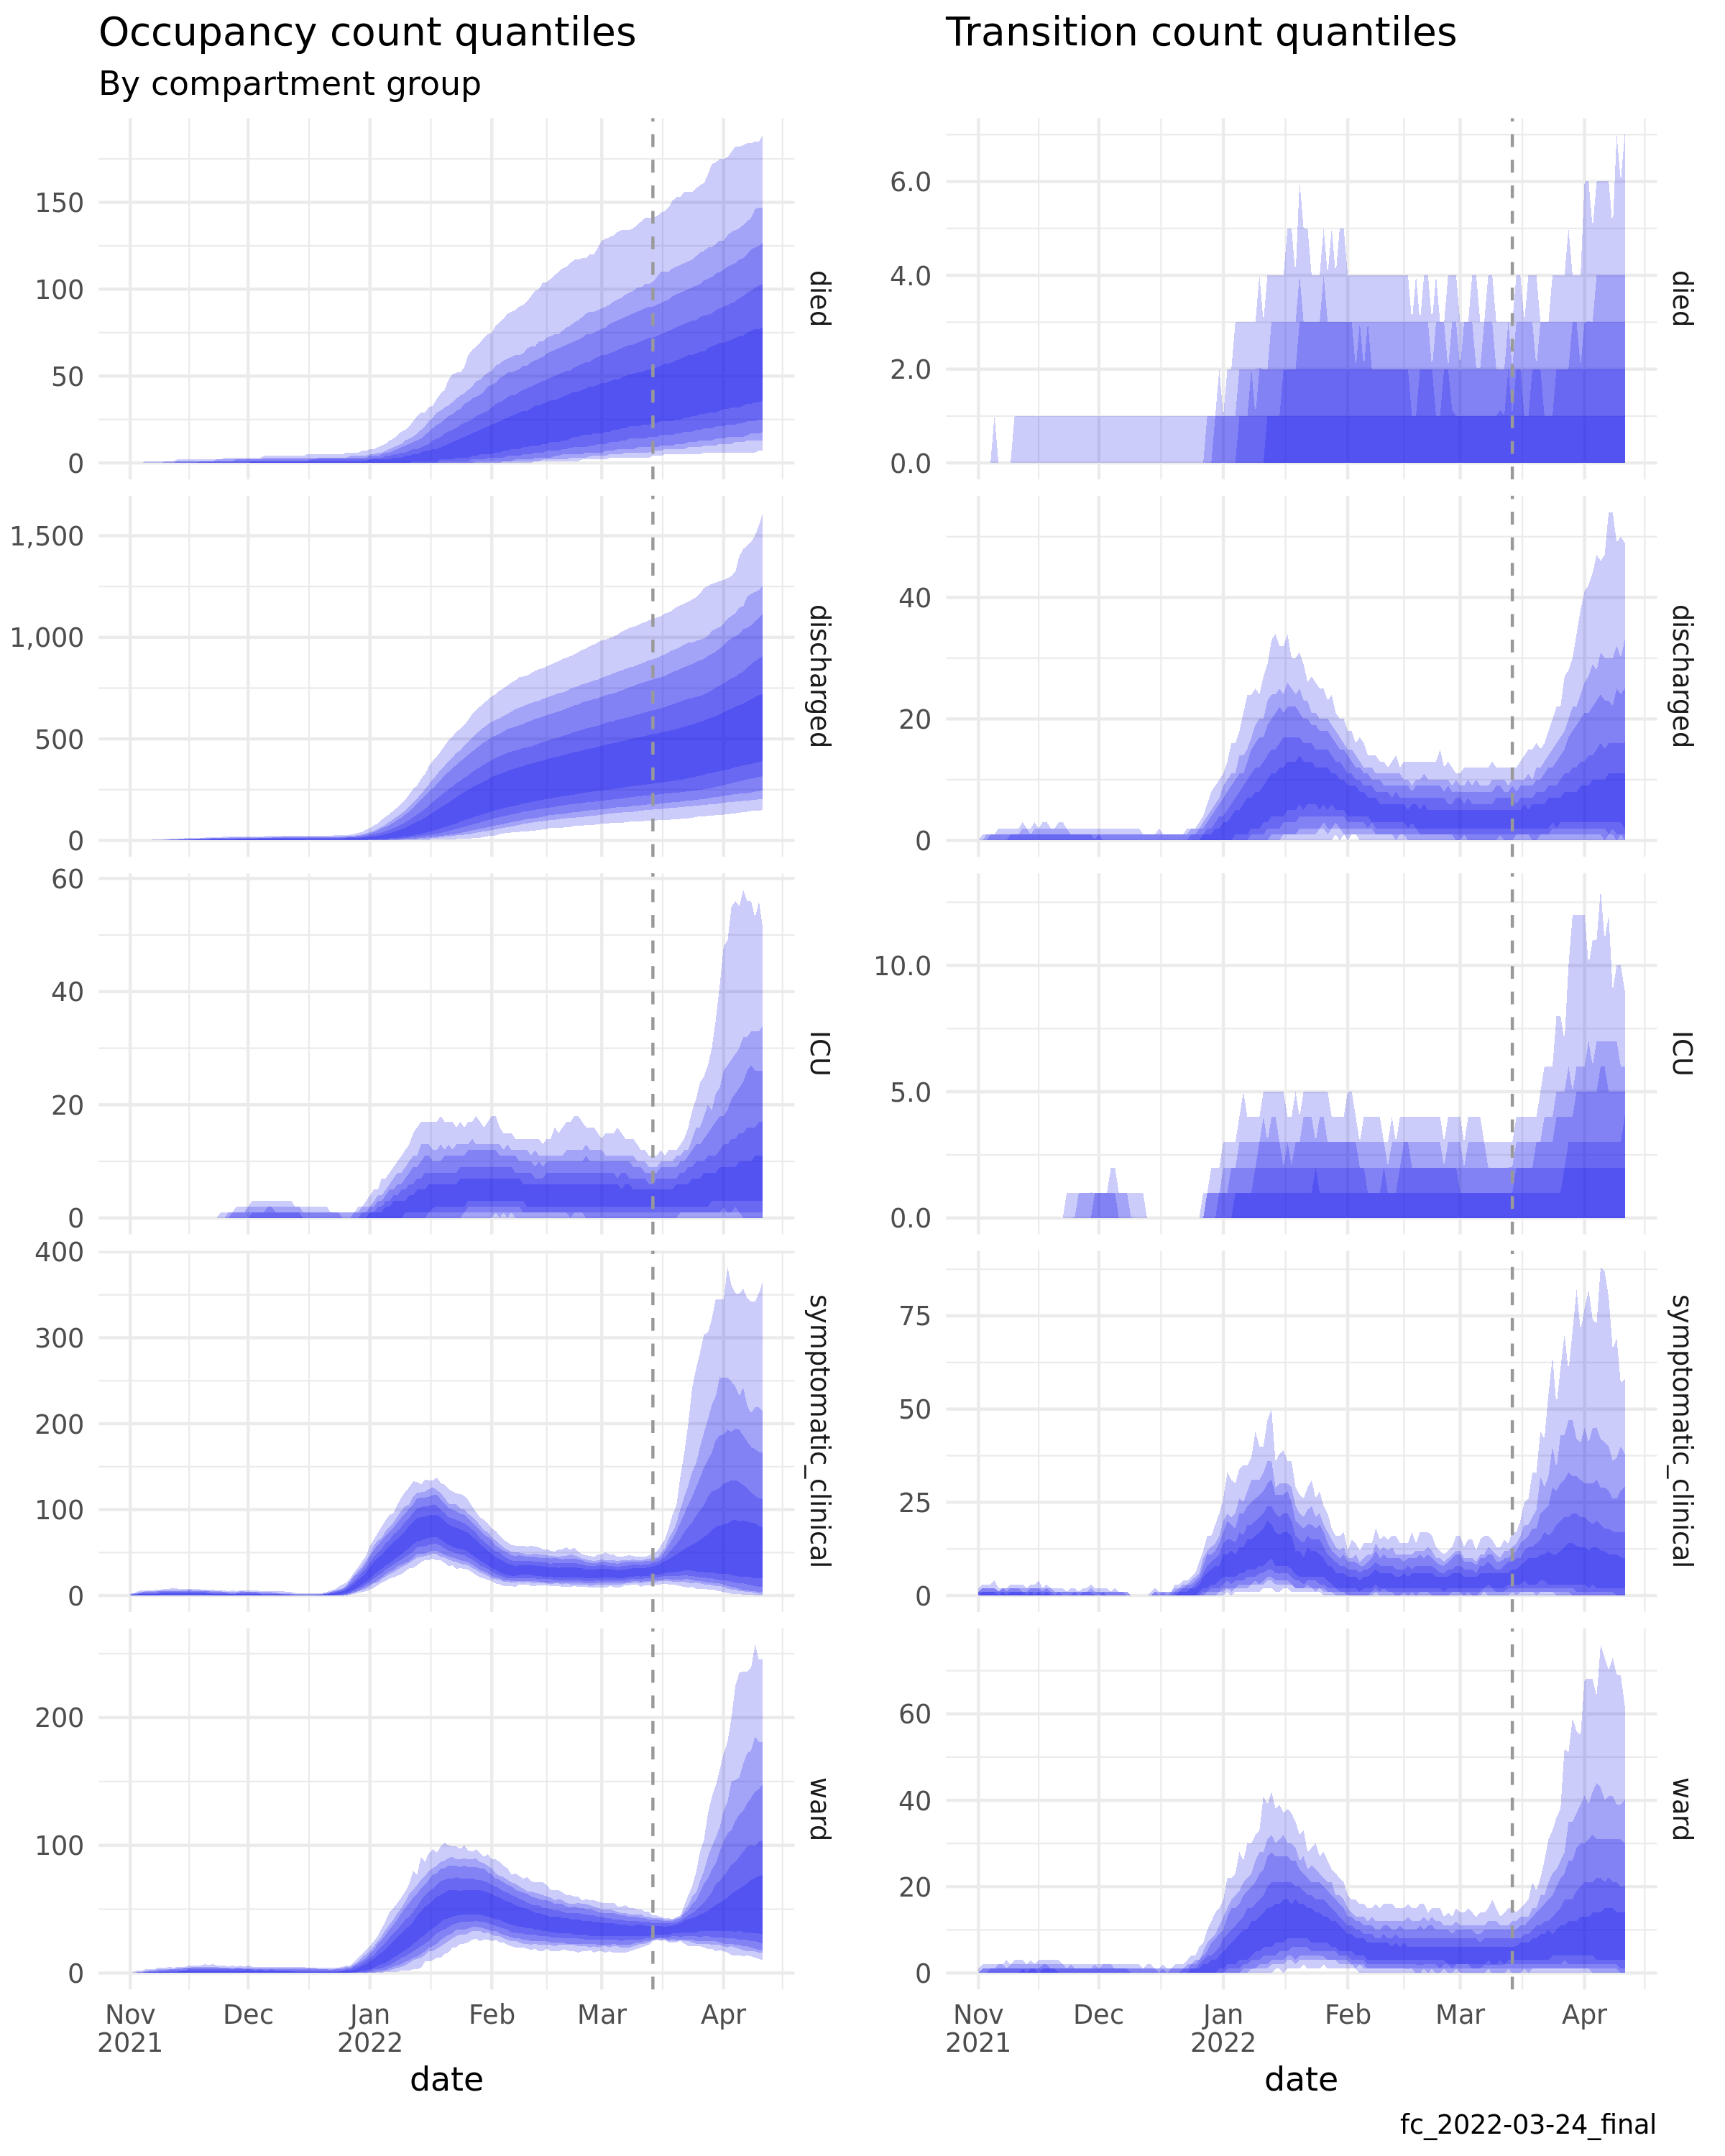 Occupancy count quantiles
By compartment group
150
100
50
0
died
1,500
1,000
500
0
discharged
60
40
20
0
ICU
400
300
200
100
0
symptomatic_clinical
200
100
0
ward
Nov
2021
Dec
Jan
2022
Feb
Mar
Apr
date
Transition count quantiles
6.0
4.0
2.0
0.0
died
40
20
0
discharged
10.0
5.0
0.0
ICU
75
50
25
0
symptomatic_clinical
60
40
20
0
ward
Nov
2021
Dec
Jan
2022
Feb
Mar
Apr
date
fc_2022-03-24_final